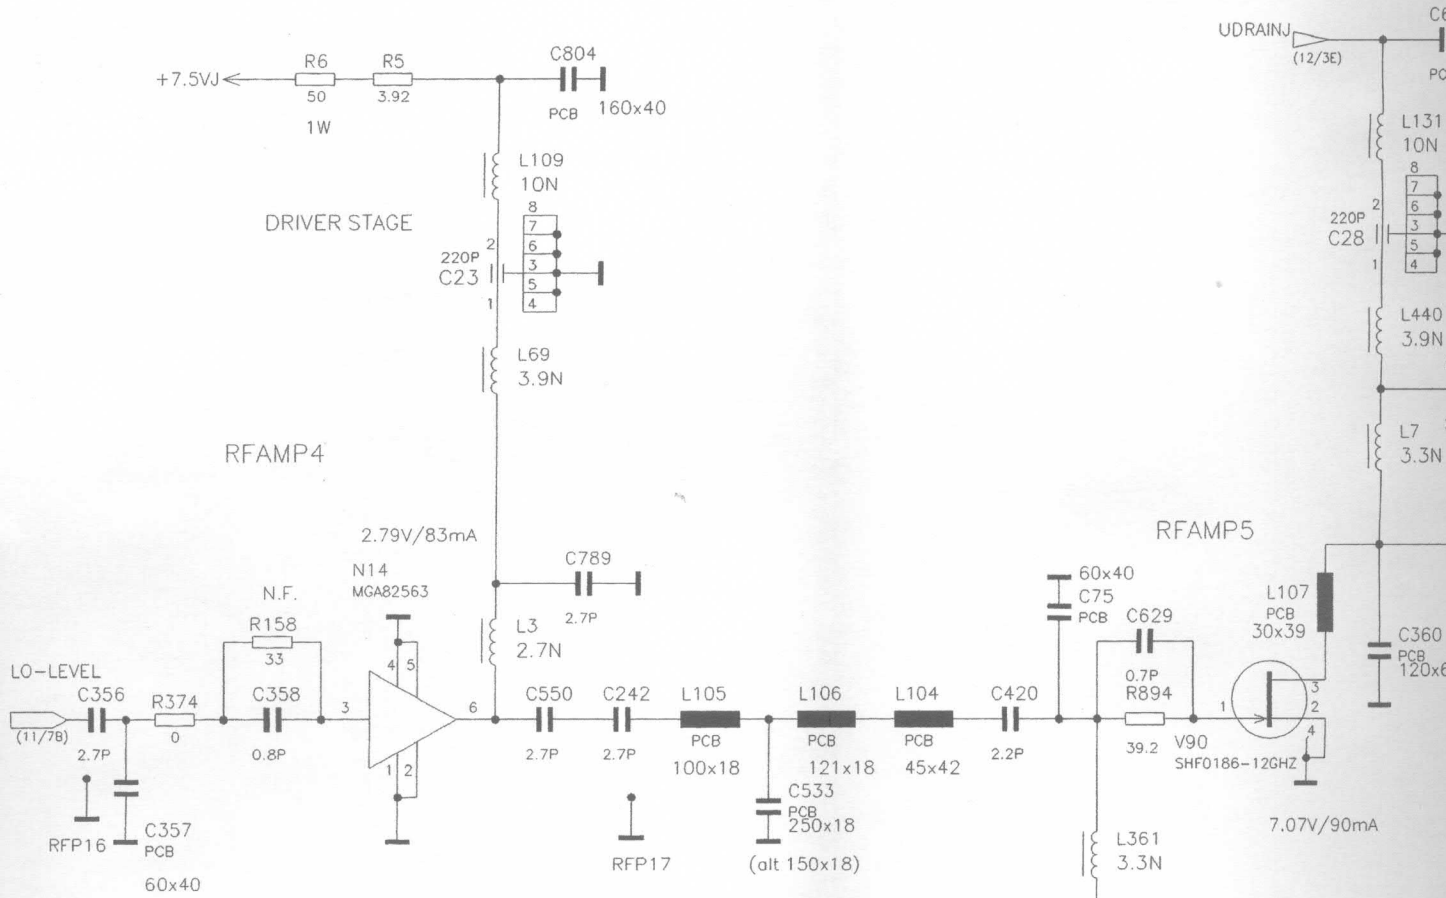 UDRAINJ
(12/3E)
+7.5VJ
R6
50
1W
R5
3.92
C804
PCB
160x40
L109
10N
DRIVER STAGE
220P
C23
2
1
8
7
6
3
5
4
L69
3.9N
RFAMP4
L131
10N
220P
C28
2
1
8
7
6
3
5
4
L440
3.9N
L7
3.3N
2.79V/83mA
N14
MGA82563
C789
2.7P
L3
2.7N
N.F.
R158
33
LO-LEVEL
(11/7B)
C356
2.7P
R374
0
C358
0.8P
3
4
5
6
1
2
C550
2.7P
C242
2.7P
L105
PCB
100x18
L106
PCB
121x18
L104
PCB
45x42
C420
2.2P
RFP16
C357
PCB
60x40
RFP17
C533
PCB
250x18
(alt 150x18)
RFAMP5
60x40
C75
PCB
C629
0.7P
R894
39.2
L107
PCB
30x39
C360
PCB
1
3
2
4
V90
SHF0186-12GHZ
7.07V/90mA
L361
3.3N